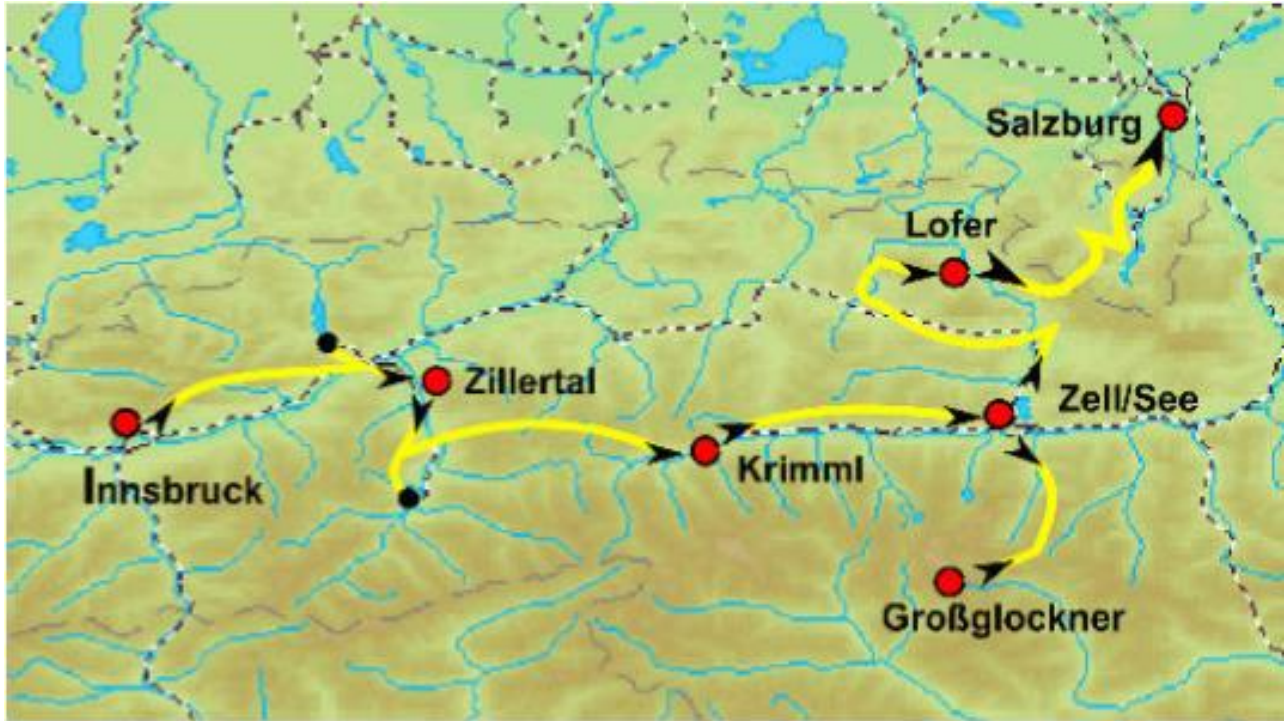 Salzburg
Lofer
Zillertal
Zell/See
Innsbruck
Krimml
Großglockner